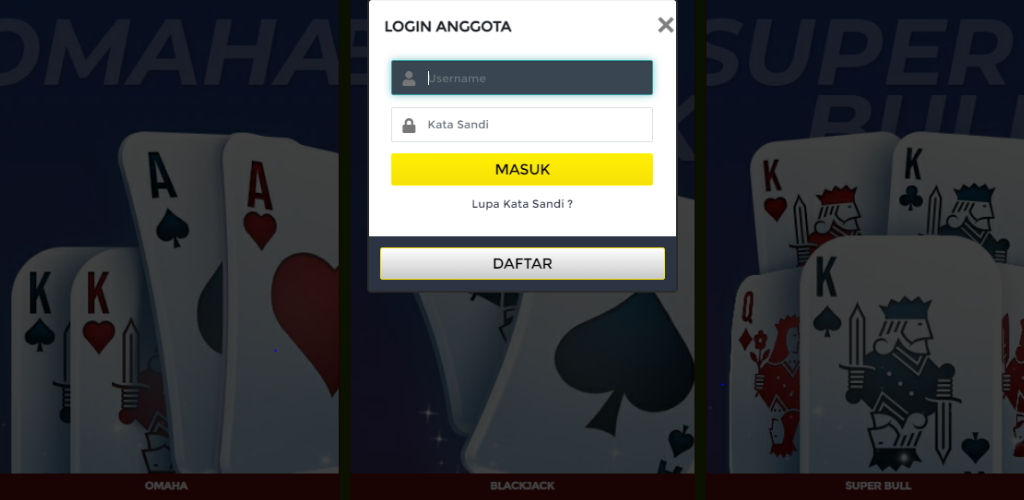 OMAHA
SUPER
BULL
LOGIN ANGGOTA
Username
Kata Sandi
MASUK
Lupa Kata Sandi ?
DAFTAR
A
A
K
K
K
K
K
Q
OMAHA
BLACKJACK
SUPER BULL